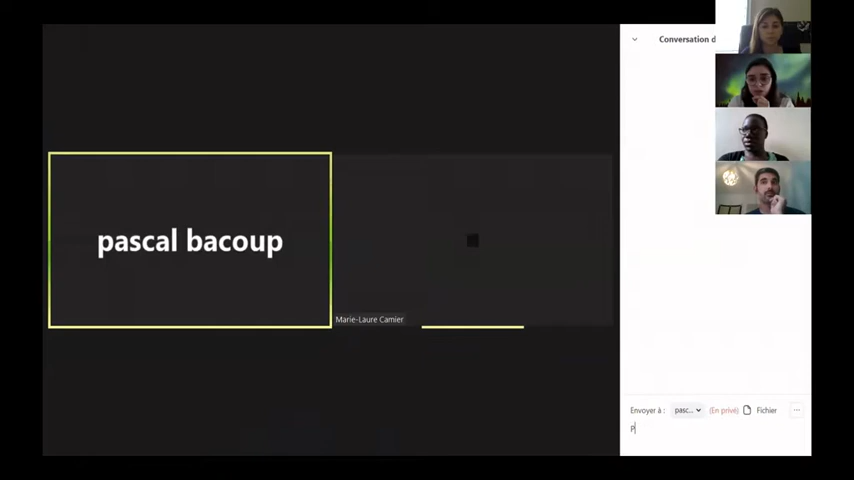 Conversation d
pascal bacoup
Marie-Laure Camier
Envoyer à : pasc... (En privé) Fichier ...
P